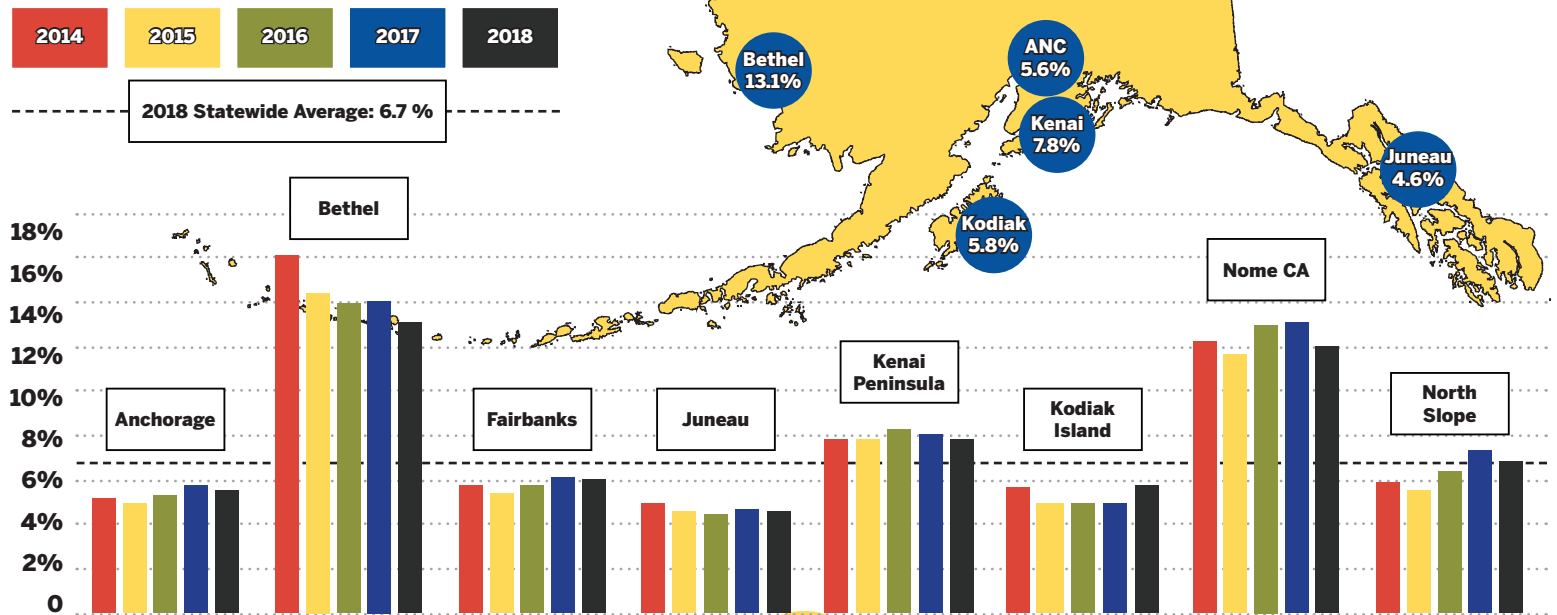 2014 2015 2016 2017 2018
2018 Statewide Average: 6.7 %
Bethel
13.1%
ANC
5.6%
Kenai
7.8%
Juneau
4.6%
Kodiak
5.8%
18%
16%
14%
12%
10%
8%
6%
4%
2%
0
Anchorage
Bethel
Fairbanks
Juneau
Kenai
Peninsula
Kodiak
Island
Nome CA
North
Slope